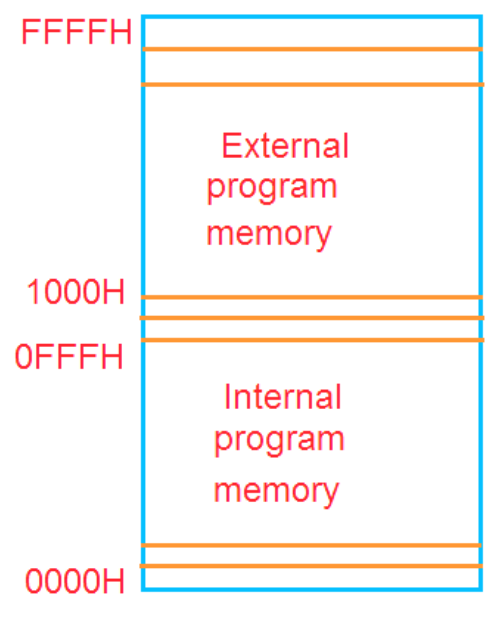 FFFFH
External
program
memory
1000H
0FFFH
Internal
program
memory
0000H